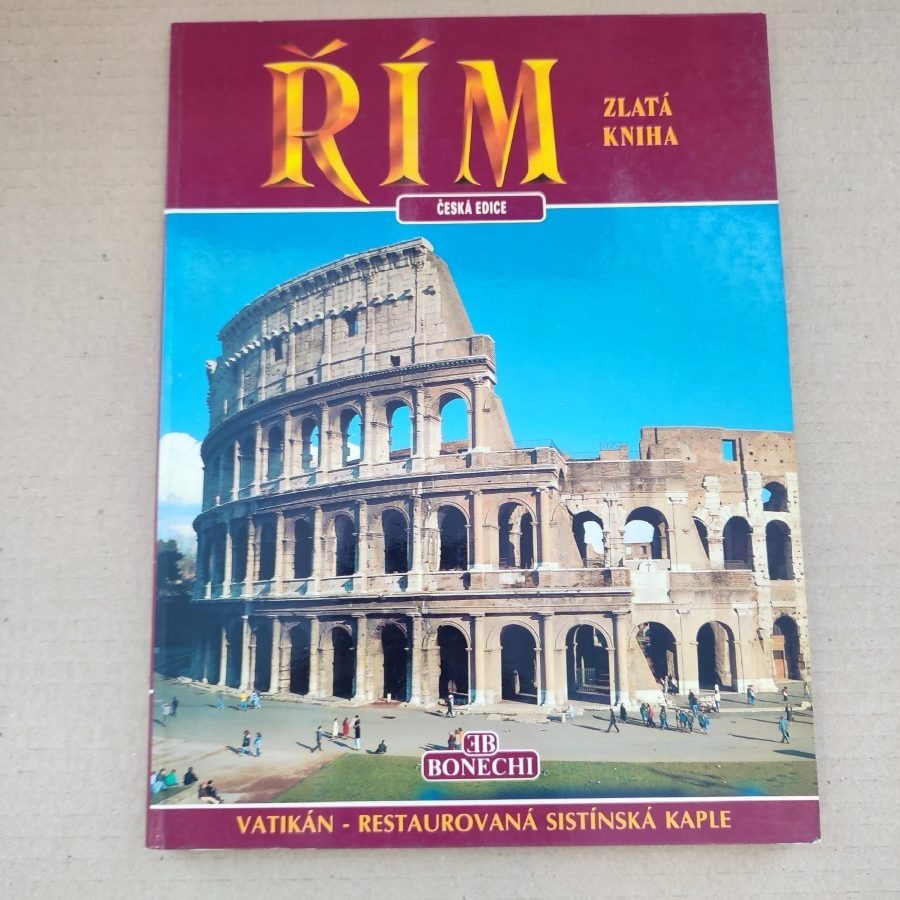 ŘÍM
ZLATÁ
KNIHA
ČESKÁ EDICE
EB
BONECHI
VATIKÁN - RESTAUROVANÁ SISTÍNSKÁ KAPLE